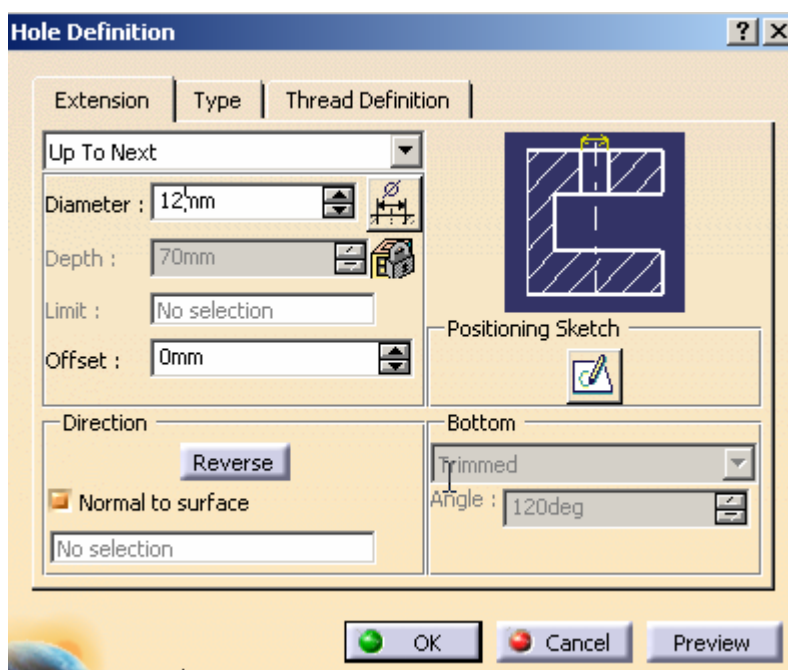 Hole Definition
Extension Type Thread Definition
Up To Next
Diameter : 12mm
Depth : 70mm
Limit : No selection
Offset : 0mm
Positioning Sketch
Direction
Reverse
Normal to surface
No selection
Bottom
Trimmed
Angle : 120deg
OK Cancel Preview